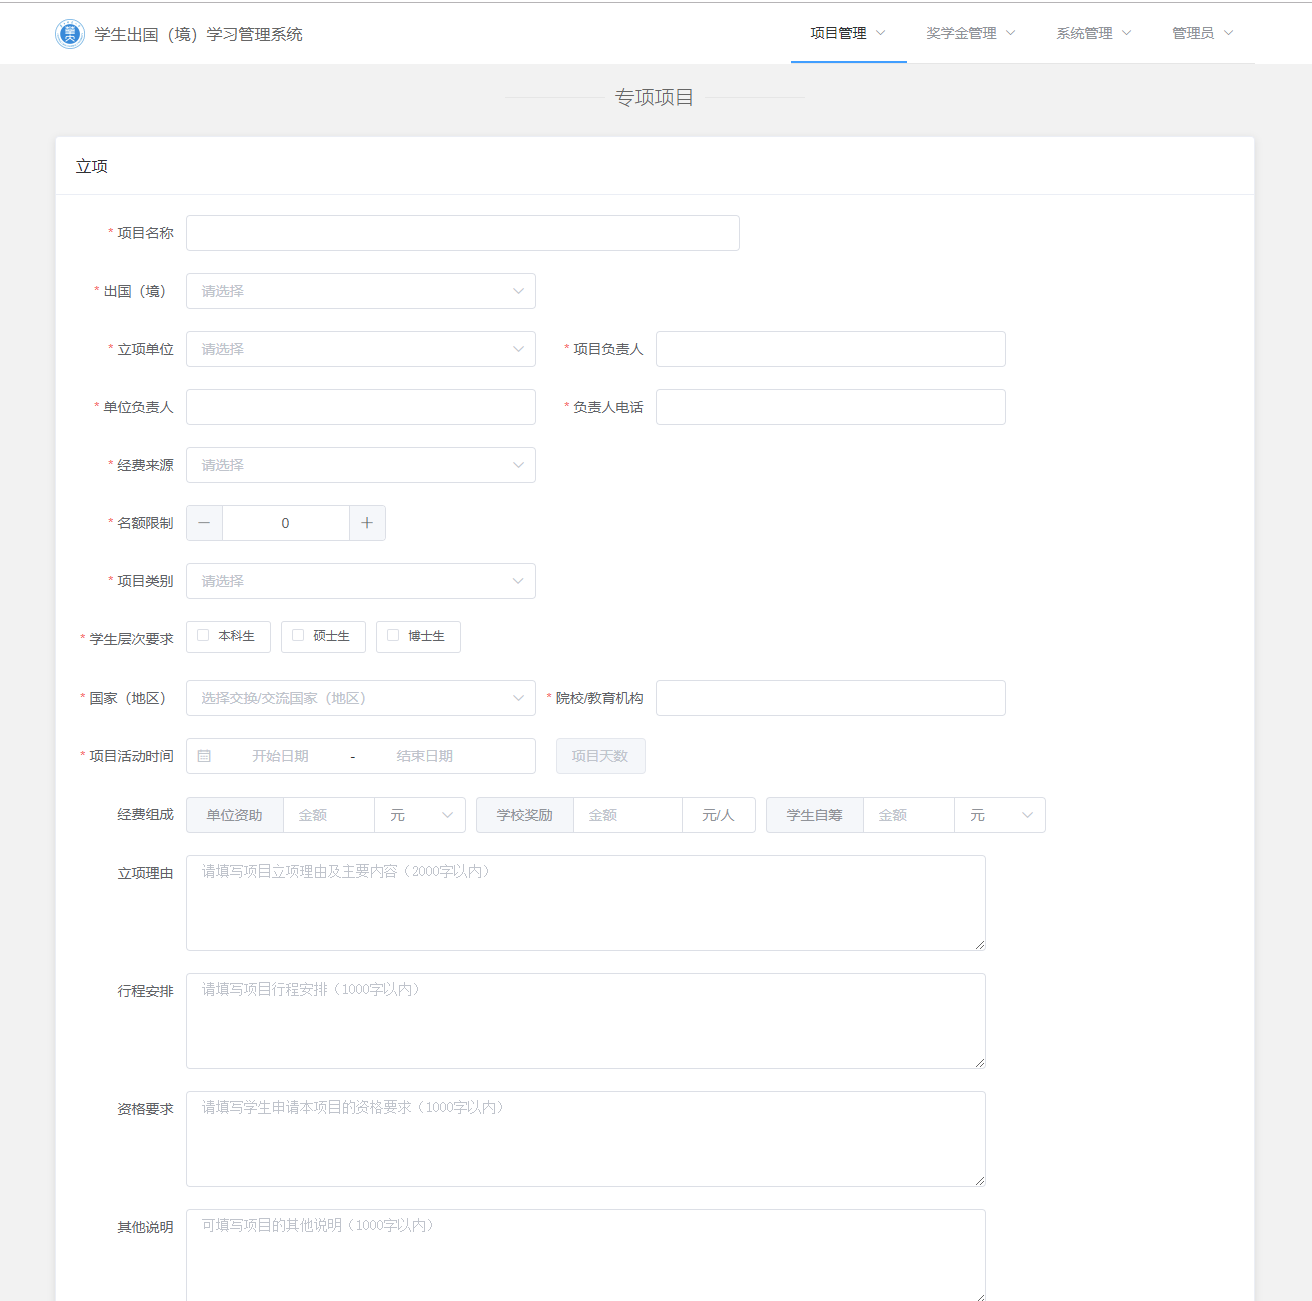 学生出国（境）学习管理系统
项目管理 奖学金管理 系统管理 管理员
专项项目
立项
* 项目名称
* 出国（境） 请选择
* 立项单位 请选择 * 项目负责人
* 单位负责人 * 负责人电话
* 经费来源 请选择
* 名额限制 — 0 +
* 项目类别 请选择
* 学生层次要求 本科生 硕士生 博士生
* 国家（地区） 选择交换/交流国家（地区） * 院校/教育机构
* 项目活动时间 开始日期 - 结束日期 项目天数
经费组成 单位资助 金额 元 学校奖励 金额 元/人 学生自筹 金额 元
立项理由 请填写项目立项理由及主要内容（2000字以内）
行程安排 请填写项目行程安排（1000字以内）
资格要求 请填写学生申请本项目的资格要求（1000字以内）
其他说明 可填写项目的其他说明（1000字以内）